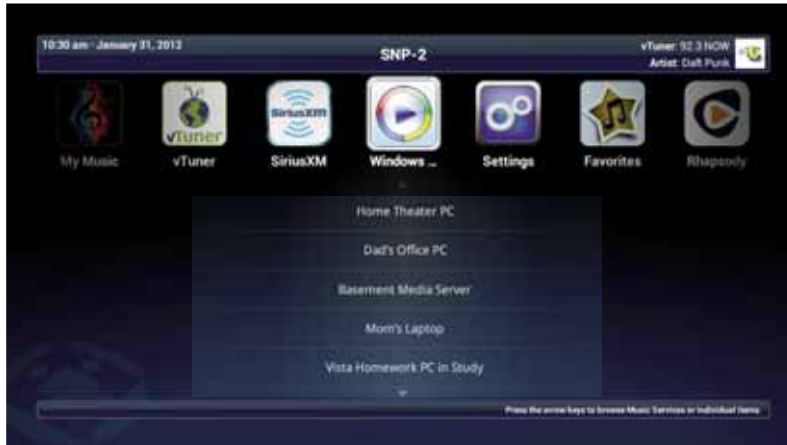 10:30 am - January 31, 2013
SNP-2
vTuner: 92.3 NOW
Artist: Daft Punk
vTuner
SiriusXM
My Music
vTuner
SiriusXM
Windows ...
Settings
Favorites
Rhapsody
Home Theater PC
Dad's Office PC
Basement Media Server
Mom's Laptop
Vista Homework PC in Study
Press the arrow keys to browse Music Services or individual items